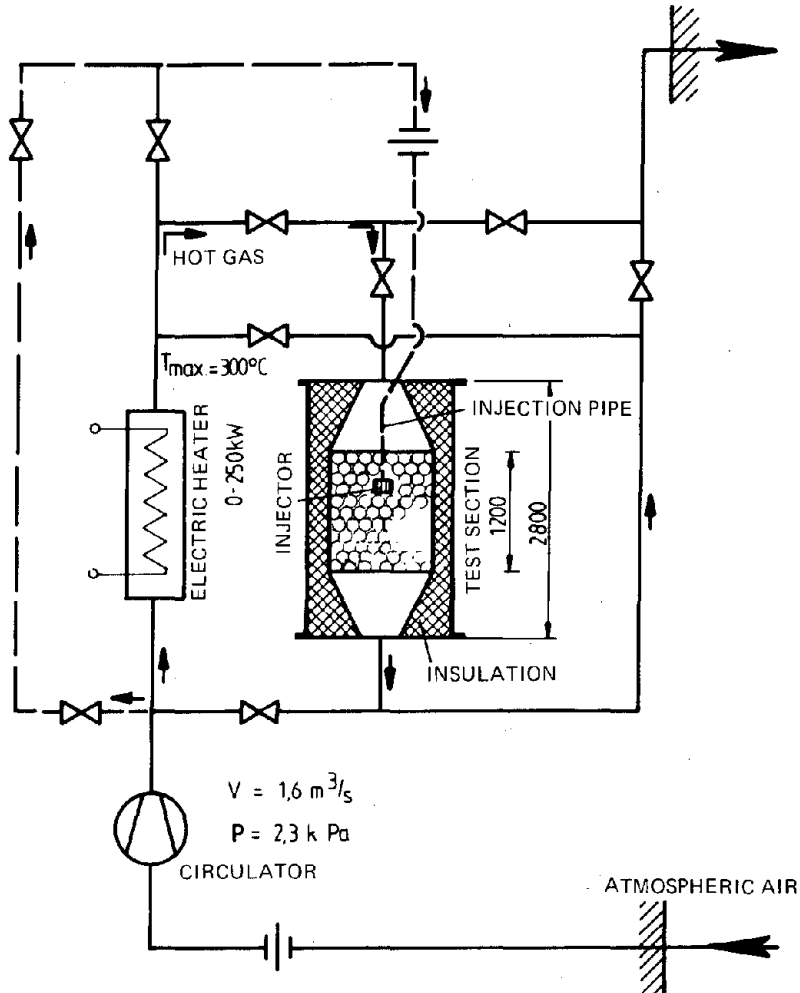 HOT GAS
Tmax.=300°C
INJECTION PIPE
ELECTRIC HEATER
0-250kW
INJECTOR
TEST SECTION
1200
2800
INSULATION
V = 1,6 m³/s
P = 2,3 k Pa
CIRCULATOR
ATMOSPHERIC AIR